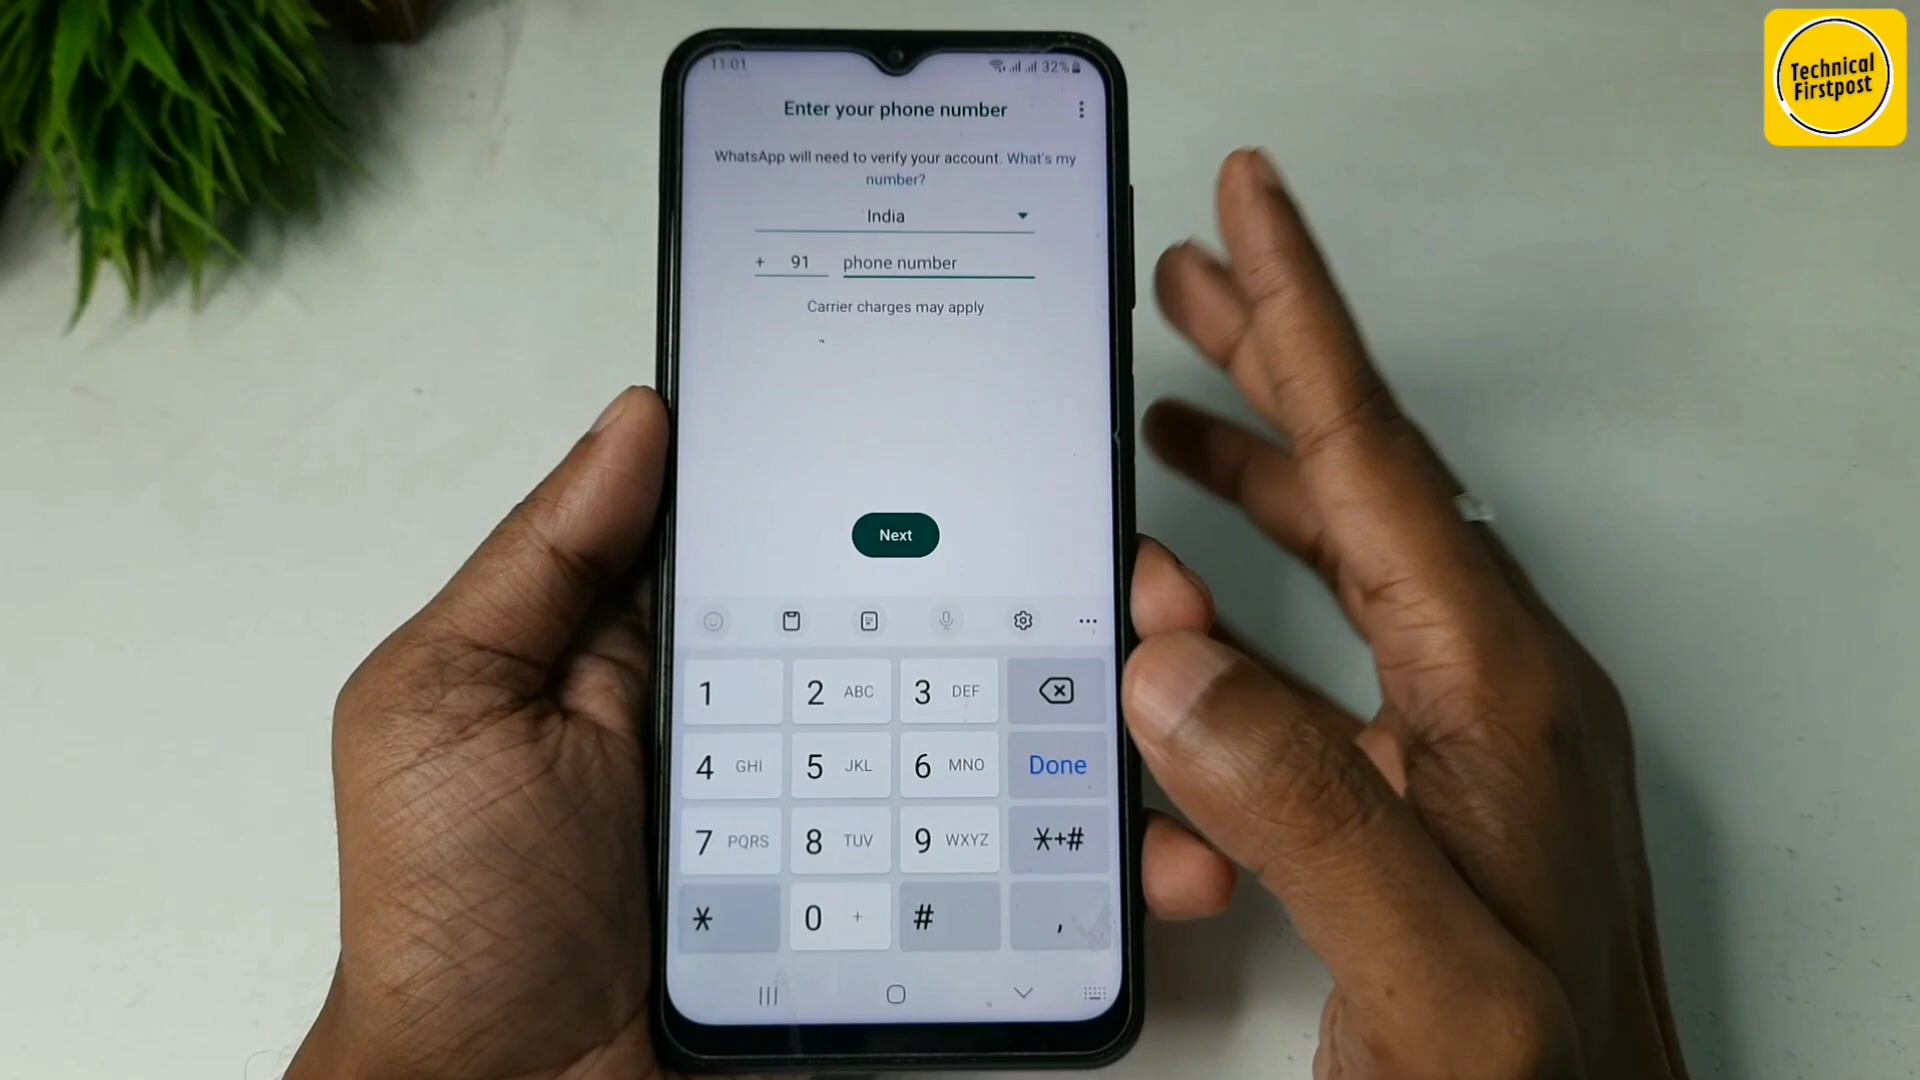 Technical
Firstpost
11:01
32%
Enter your phone number
WhatsApp will need to verify your account. What's my
number?
India
+ 91 phone number
Carrier charges may apply
Next
1 2 ABC 3 DEF
4 GHI 5 JKL 6 MNO Done
7 PQRS 8 TUV 9 WXYZ *+#
* 0 + # ,